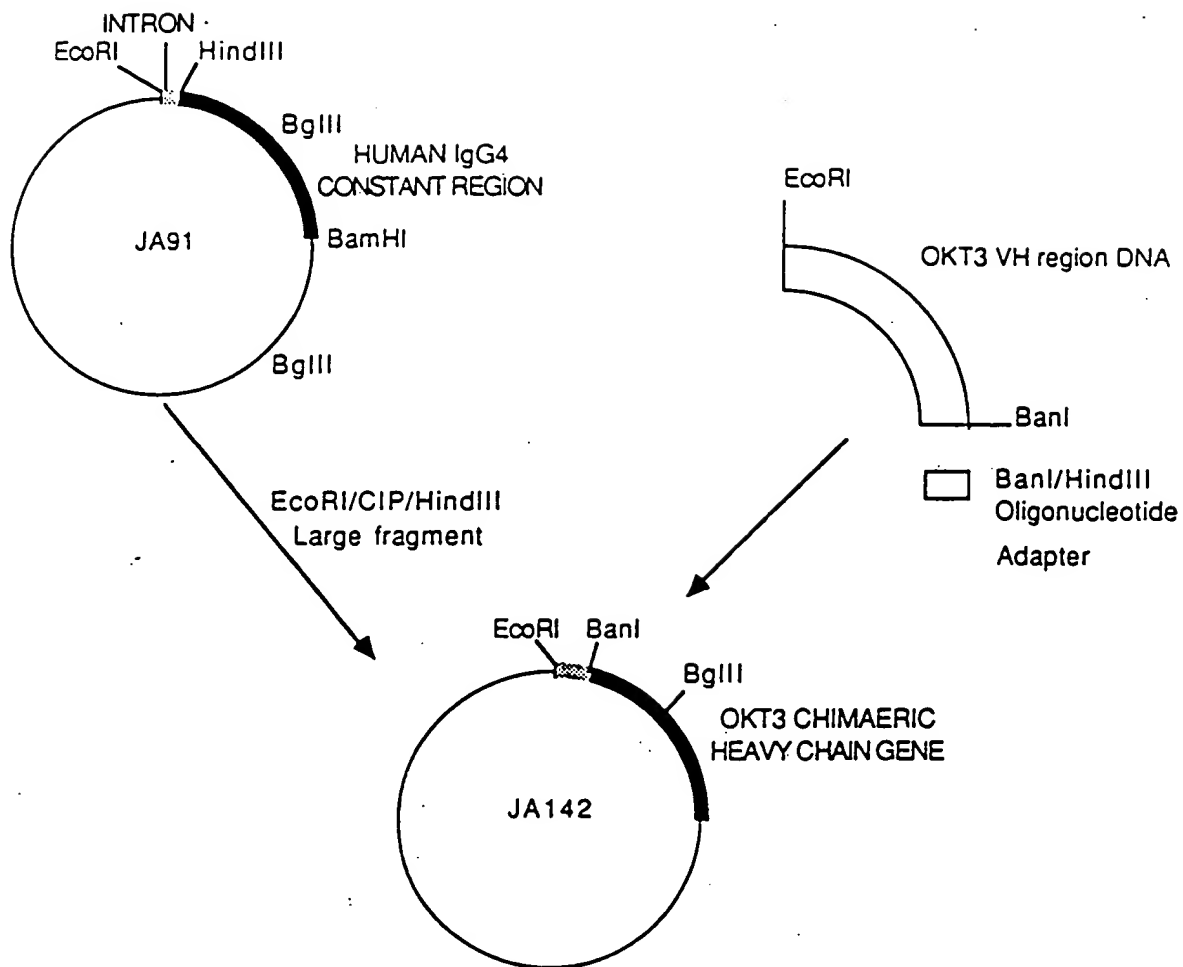 INTRON
EcoRI
HindIII
BglII
HUMAN IgG4
CONSTANT REGION
JA91
BamHI
BglII
EcoRI
OKT3 VH region DNA
BanI
BanI/HindIII
Oligonucleotide
Adapter
EcoRI/CIP/HindIII
Large fragment
EcoRI
BanI
BglII
OKT3 CHIMAERIC
HEAVY CHAIN GENE
JA142